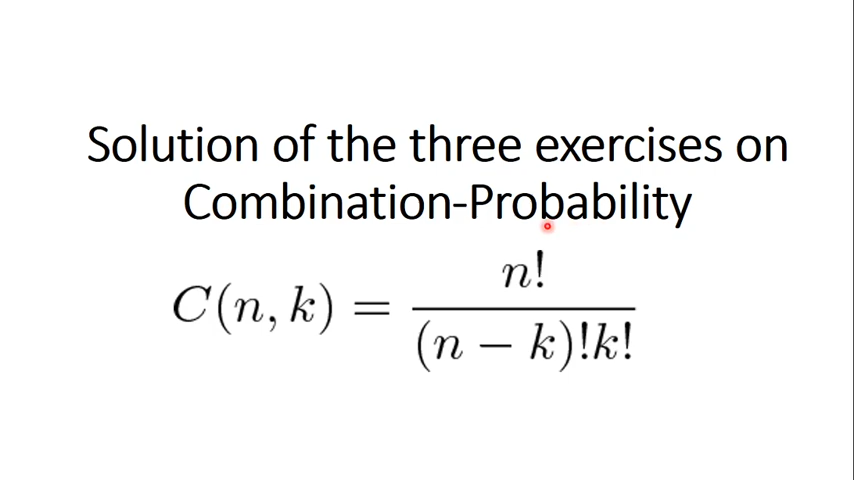 Solution of the three exercises on
Combination-Probability
C(n, k) = n! / (n − k)!k!